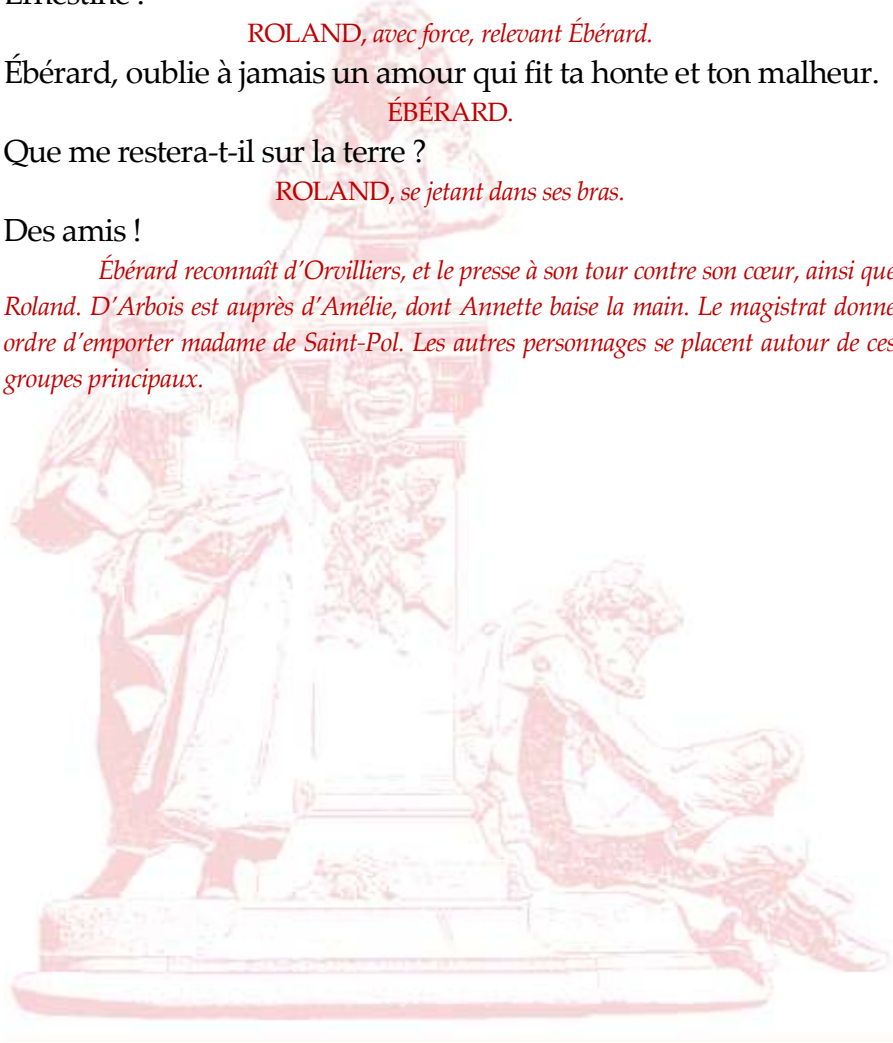 Ernestine !
ROLAND, avec force, relevant Ébérard.
Ébérard, oublie à jamais un amour qui fit ta honte et ton malheur.
ÉBÉRARD.
Que me restera-t-il sur la terre ?
ROLAND, se jetant dans ses bras.
Des amis !
Ébérard reconnaît d’Orvilliers, et le presse à son tour contre son cœur, ainsi que
Roland. D’Arbois est auprès d’Amélie, dont Annette baise la main. Le magistrat donne
ordre d’emporter madame de Saint-Pol. Les autres personnages se placent autour de ces
groupes principaux.